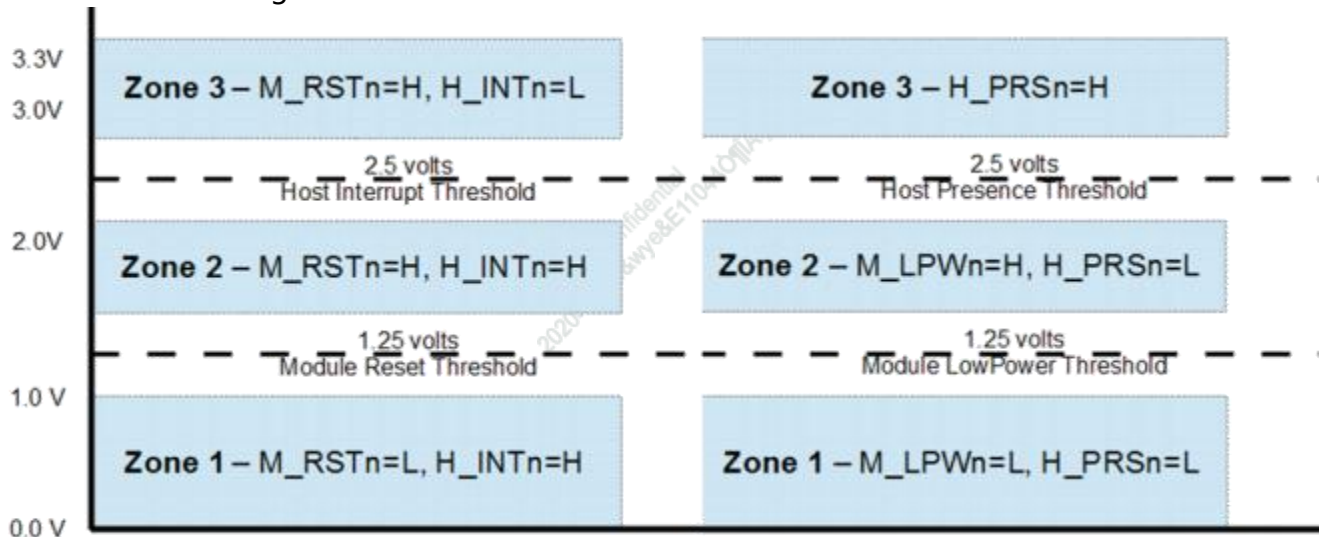 3.3V
3.0V
2.0V
1.0 V
0.0 V
Zone 3 – M_RSTn=H, H_INTn=L
Zone 3 – H_PRSn=H
2.5 volts
Host Interrupt Threshold
2.5 volts
Host Presence Threshold
Zone 2 – M_RSTn=H, H_INTn=H
Zone 2 – M_LPWn=H, H_PRSn=L
1.25 volts
Module Reset Threshold
1.25 volts
Module LowPower Threshold
Zone 1 – M_RSTn=L, H_INTn=H
Zone 1 – M_LPWn=L, H_PRSn=L
2020-